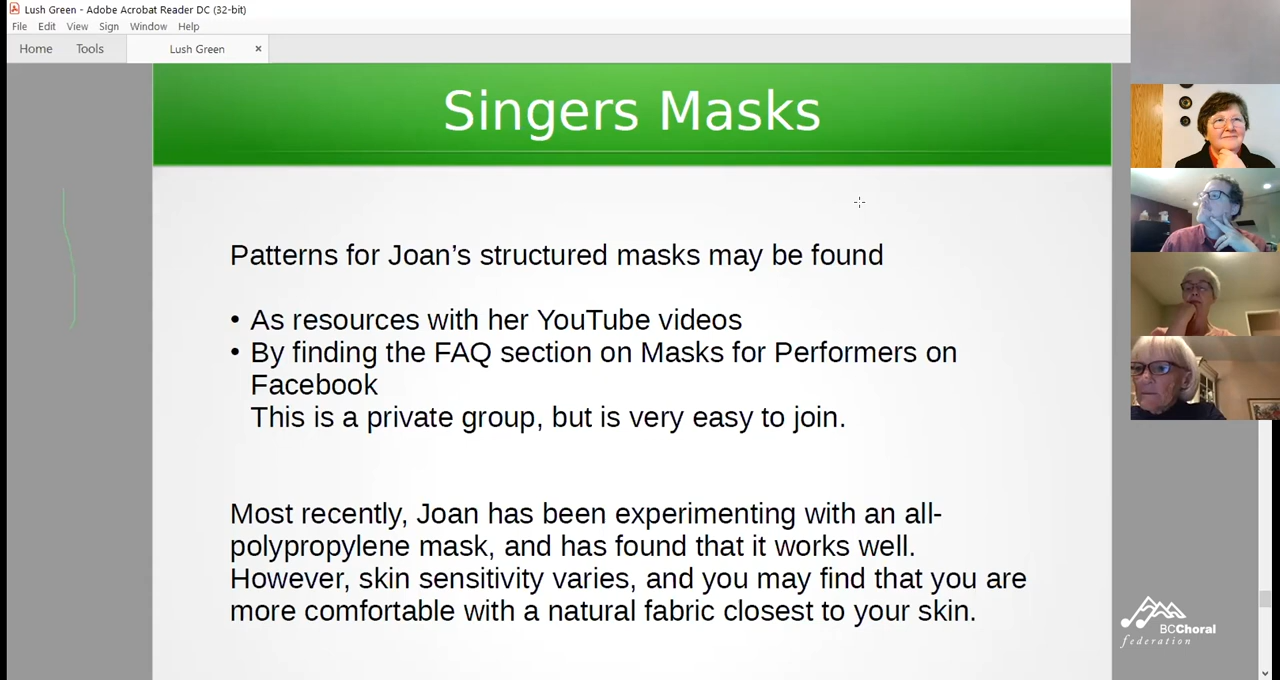 Lush Green - Adobe Acrobat Reader DC (32-bit)
File Edit View Sign Window Help
Home Tools Lush Green ×
Singers Masks
Patterns for Joan’s structured masks may be found
• As resources with her YouTube videos
• By finding the FAQ section on Masks for Performers on
Facebook
This is a private group, but is very easy to join.
Most recently, Joan has been experimenting with an all-
polypropylene mask, and has found that it works well.
However, skin sensitivity varies, and you may find that you are
more comfortable with a natural fabric closest to your skin.
BCChoral
federation